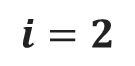 i = 2